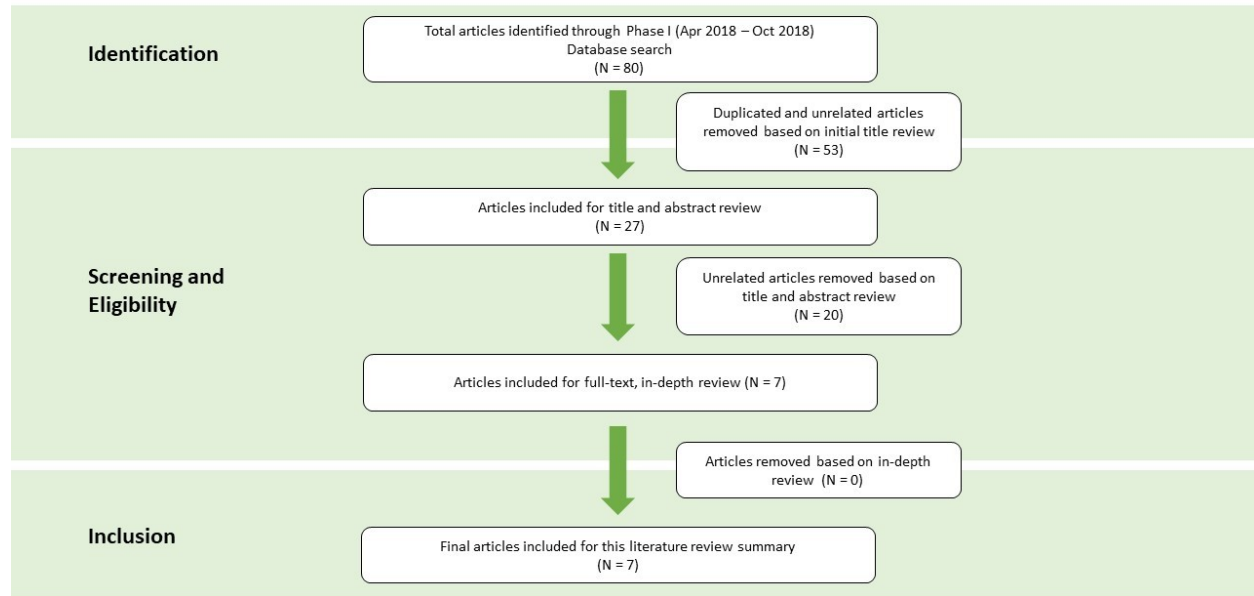 Identification
Total articles identified through Phase I (Apr 2018 – Oct 2018)
Database search
(N = 80)
Duplicated and unrelated articles
removed based on initial title review
(N = 53)
Screening and
Eligibility
Articles included for title and abstract review
(N = 27)
Unrelated articles removed based on
title and abstract review
(N = 20)
Articles included for full-text, in-depth review (N = 7)
Articles removed based on in-depth
review (N = 0)
Inclusion
Final articles included for this literature review summary
(N = 7)